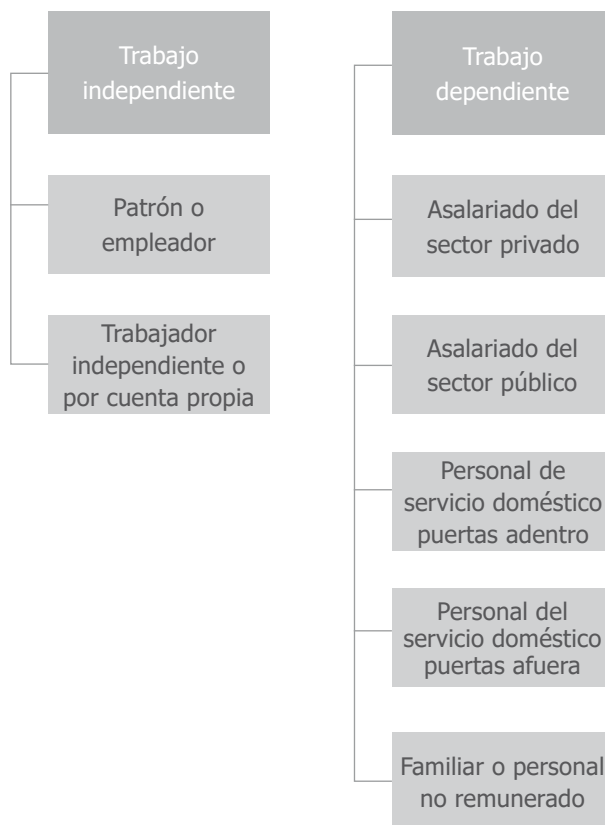 Trabajo
independiente
Patrón o
empleador
Trabajador
independiente o
por cuenta propia
Trabajo
dependiente
Asalariado del
sector privado
Asalariado del
sector público
Personal de
servicio doméstico
puertas adentro
Personal del
servicio doméstico
puertas afuera
Familiar o personal
no remunerado